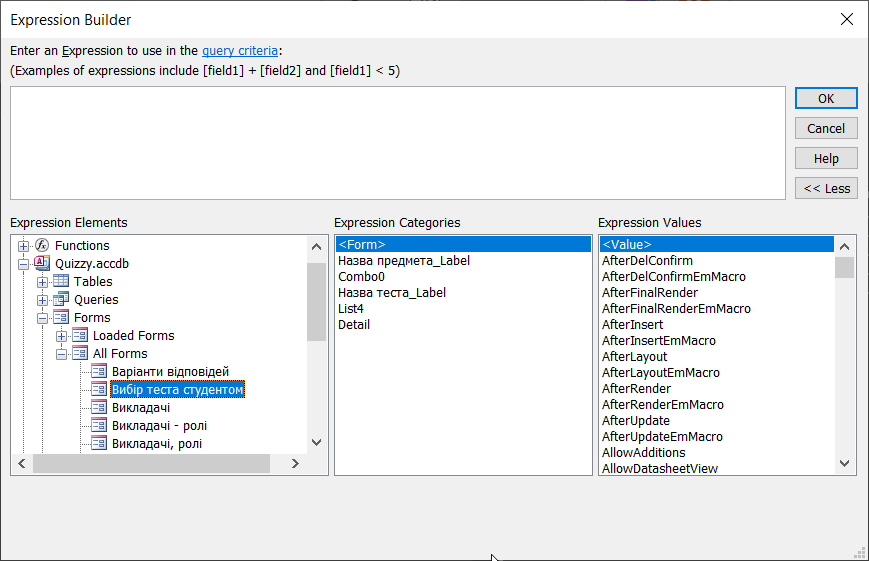 Expression Builder
Enter an Expression to use in the query criteria:
(Examples of expressions include [field1] + [field2] and [field1] < 5)
OK
Cancel
Help
<< Less
Expression Elements
Functions
Quizzy.accdb
Tables
Queries
Forms
Loaded Forms
All Forms
Варіанти відповідей
Вибір теста студентом
Викладачі
Викладачі - ролі
Викладачі, ролі
Expression Categories
<Form>
Назва предмета_Label
Combo0
Назва теста_Label
List4
Detail
Expression Values
<Value>
AfterDelConfirm
AfterDelConfirmEmMacro
AfterFinalRender
AfterFinalRenderEmMacro
AfterInsert
AfterInsertEmMacro
AfterLayout
AfterLayoutEmMacro
AfterRender
AfterRenderEmMacro
AfterUpdate
AfterUpdateEmMacro
AllowAdditions
AllowDatasheetView